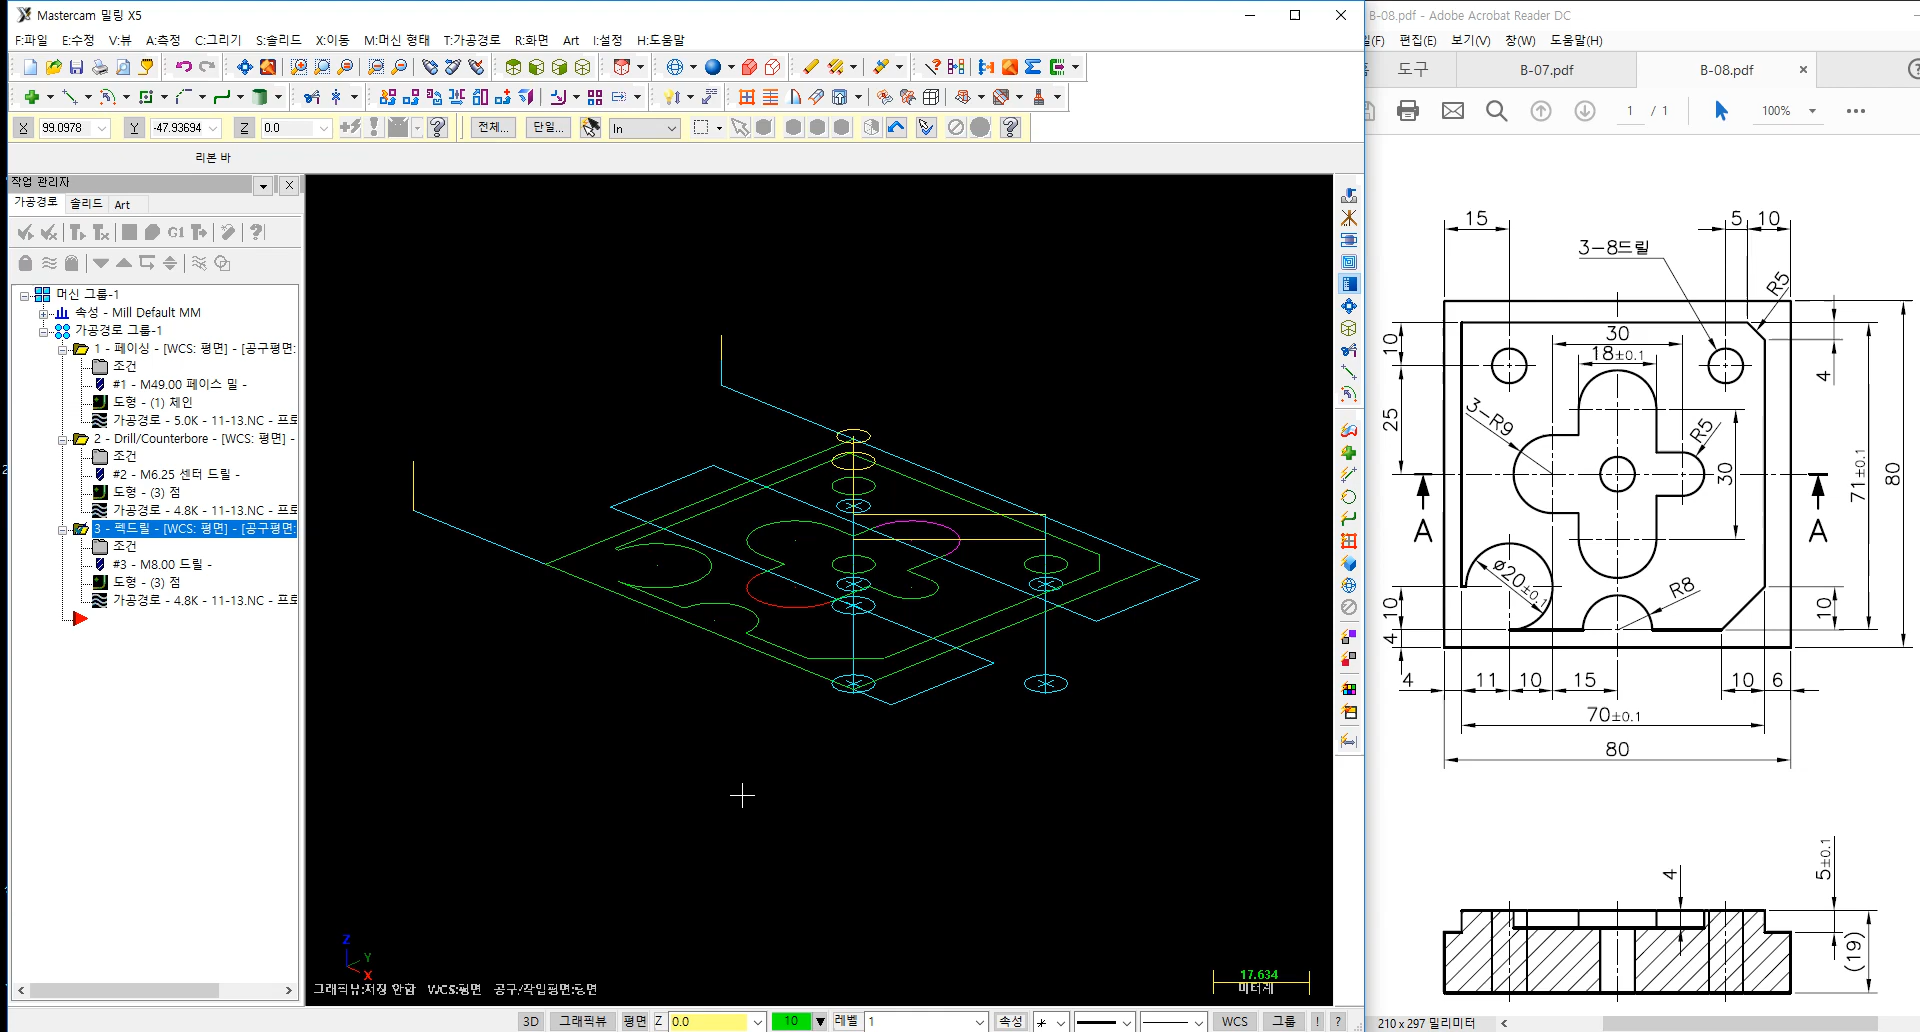 Mastercam 밀링 X5
F:파일 E:수정 V:뷰 A:측정 C:그리기 S:솔리드 X:이동 M:머신 형태 T:가공경로 R:화면 Art I:설정 H:도움말
X 99.0978 Y -47.93694 Z 0.0 전체... 단일... In
리본 바
작업 관리자
가공경로 솔리드 Art
G1
머신 그룹-1
속성 - Mill Default MM
가공경로 그룹-1
1 - 페이싱 - [WCS: 평면] - [공구평면:
조건
#1 - M49.00 페이스 밀 -
도형 - (1) 체인
가공경로 - 5.0K - 11-13.NC - 프로
2 - Drill/Counterbore - [WCS: 평면] -
조건
#2 - M6.25 센터 드릴 -
도형 - (3) 점
가공경로 - 4.8K - 11-13.NC - 프로
3 - 펙드릴 - [WCS: 평면] - [공구평면:
조건
#3 - M8.00 드릴 -
도형 - (3) 점
가공경로 - 4.8K - 11-13.NC - 프로
Z
Y
X
그래픽뷰:저장 안함 WCS:평면 공구/작업평면:평면
17.634
미터계
3D 그래픽뷰 평면 Z 0.0 10 레벨 1 속성 WCS 그룹 ! ?
B-08.pdf - Adobe Acrobat Reader DC
(F) 편집(E) 보기(V) 창(W) 도움말(H)
도구 B-07.pdf B-08.pdf
1 / 1 100%
15 5 10
3-8드릴
R5
30
18±0.1
10
4
25
3-R9
R5
30
71±0.1
80
A A
ø20±0.1
R8
10
10
4
4 11 10 15 10 6
70±0.1
80
5±0.1
4
(19)
210 x 297 밀리미터